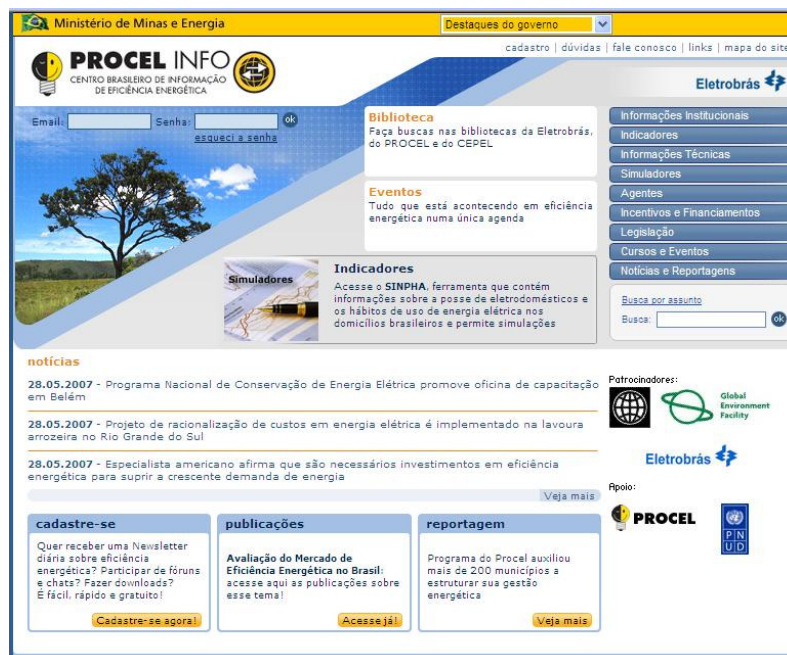 Ministério de Minas e Energia
Destaques do governo
cadastro | dúvidas | fale conosco | links | mapa do site
PROCEL INFO
CENTRO BRASILEIRO DE INFORMAÇÃO
DE EFICIÊNCIA ENERGÉTICA
Eletrobrás
Email:
Senha:
ok
esqueci a senha
Biblioteca
Faça buscas nas bibliotecas da Eletrobrás,
do PROCEL e do CEPEL
Eventos
Tudo que está acontecendo em eficiência
energética numa única agenda
Simuladores
Indicadores
Acesse o SINPHA, ferramenta que contém
informações sobre a posse de eletrodomésticos e
os hábitos de uso de energia elétrica nos
domicílios brasileiros e permite simulações
Informações Institucionais
Indicadores
Informações Técnicas
Simuladores
Agentes
Incentivos e Financiamentos
Legislação
Cursos e Eventos
Notícias e Reportagens
Busca por assunto
Busca:
ok
notícias
28.05.2007 - Programa Nacional de Conservação de Energia Elétrica promove oficina de capacitação
em Belém
28.05.2007 - Projeto de racionalização de custos em energia elétrica é implementado na lavoura
arrozeira no Rio Grande do Sul
28.05.2007 - Especialista americano afirma que são necessários investimentos em eficiência
energética para suprir a crescente demanda de energia
Veja mais
Patrocinadores:
Global
Environment
Facility
Eletrobrás
Apoio:
PROCEL
P N
U D
cadastre-se
Quer receber uma Newsletter
diária sobre eficiência
energética? Participar de fóruns
e chats? Fazer downloads?
É fácil, rápido e gratuito!
Cadastre-se agora!
publicações
Avaliação do Mercado de
Eficiência Energética no Brasil:
acesse aqui as publicações sobre
esse tema!
Acesse já!
reportagem
Programa do Procel auxiliou
mais de 200 municípios a
estruturar sua gestão
energética
Veja mais